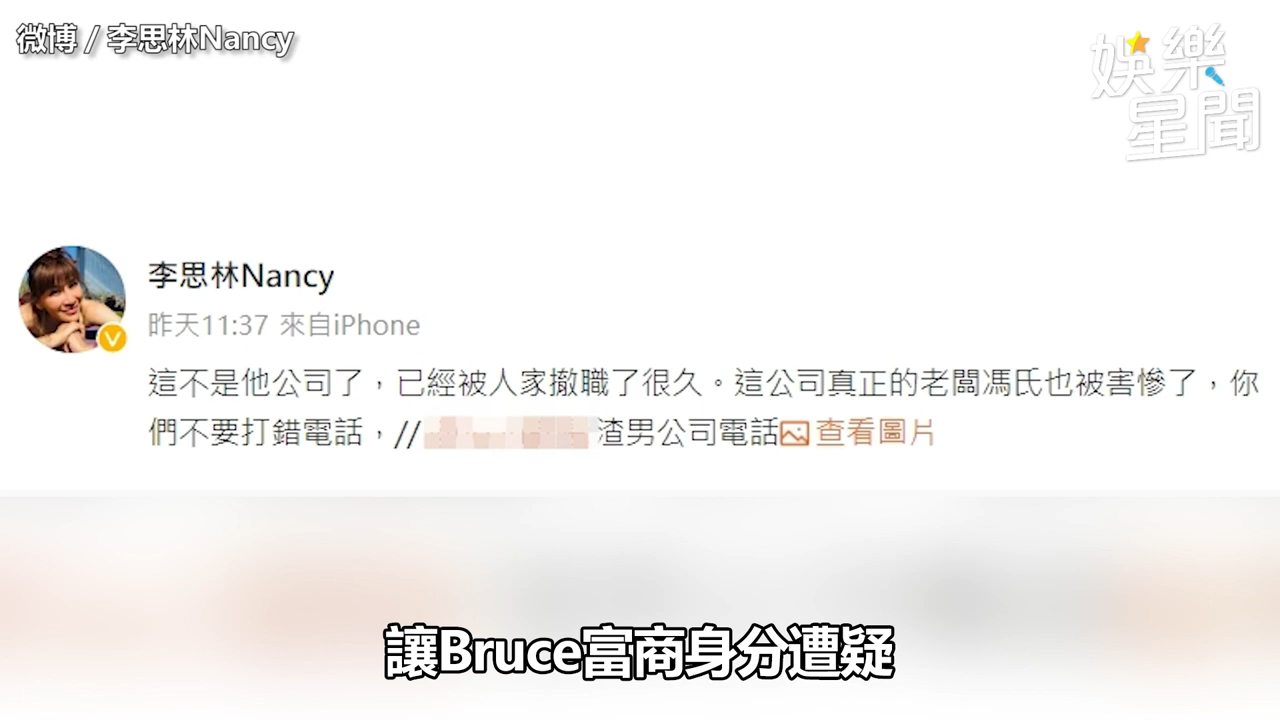 微博 / 李思林Nancy
娛樂
星聞
李思林Nancy
昨天11:37 來自iPhone
這不是他公司了，已經被人家撤職了很久。這公司真正的老闆馮氏也被害慘了，你
們不要打錯電話，//渣男公司電話查看圖片
讓Bruce富商身分遭疑